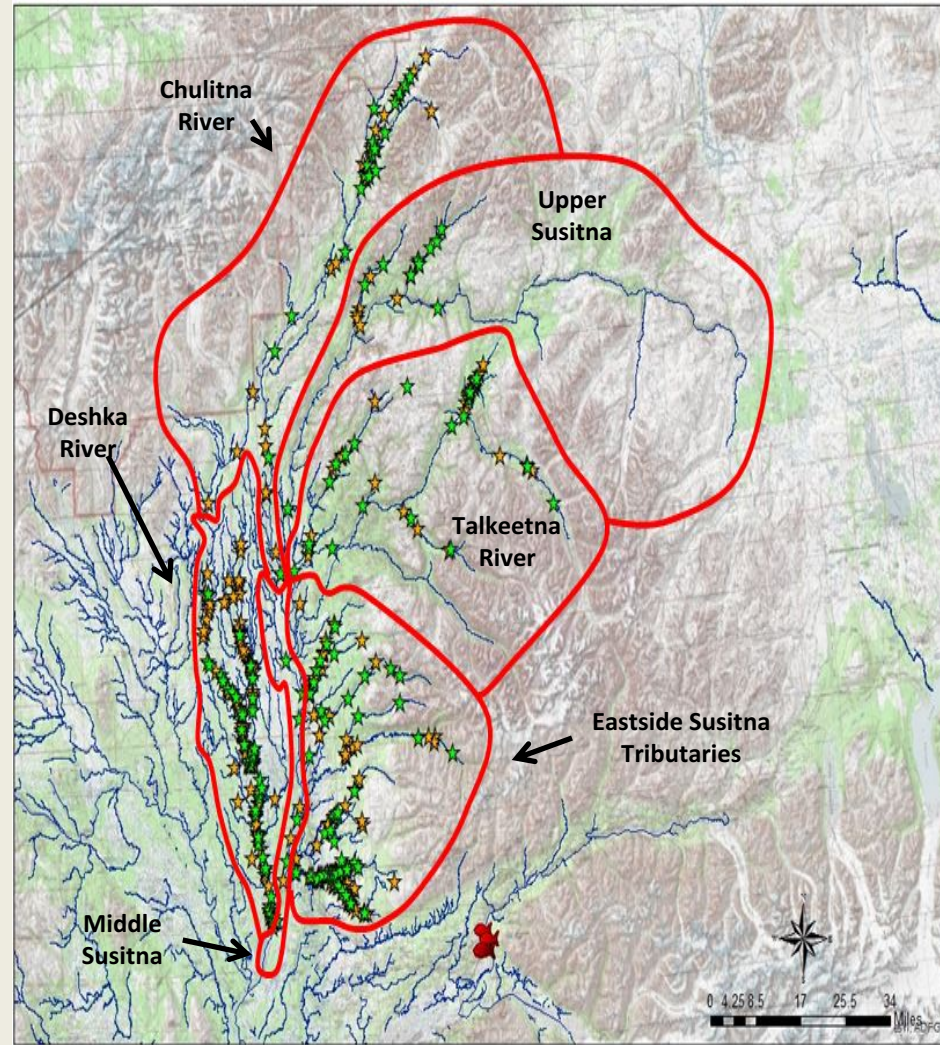 Chulitna
River
Upper
Susitna
Deshka
River
Talkeetna
River
Eastside Susitna
Tributaries
Middle
Susitna
0 4.25 8.5 17 25.5 34
Miles